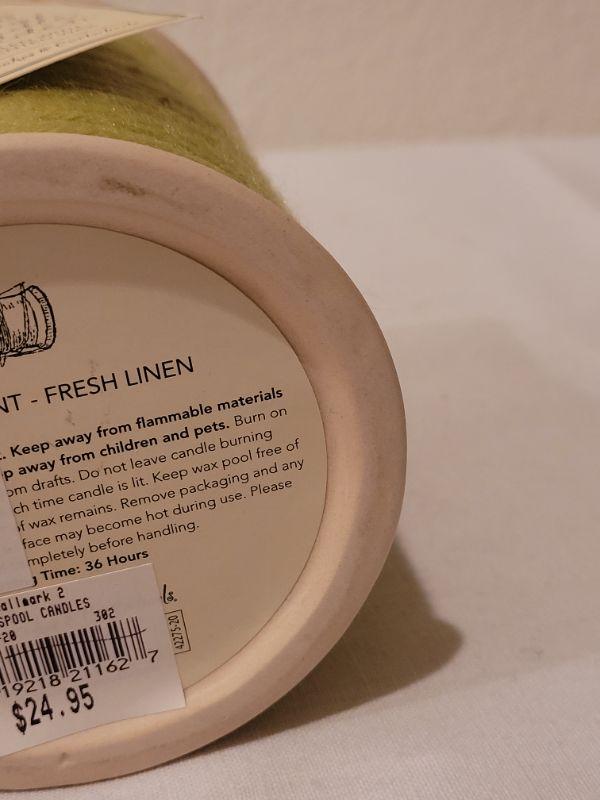 NT - FRESH LINEN
. Keep away from flammable materials
p away from children and pets. Burn on
om drafts. Do not leave candle burning
ch time candle is lit. Keep wax pool free of
f wax remains. Remove packaging and any
face may become hot during use. Please
mpletely before handling.
g Time: 36 Hours
allmark 2
SPOOL CANDLES
-20 302
19218 21162 7
$24.95
42275-20